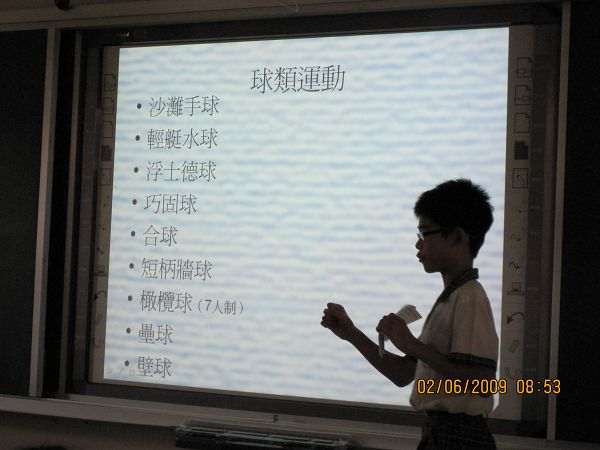 球類運動
•沙灘手球
•輕艇水球
•浮士德球
•巧固球
•合球
•短柄牆球
•橄欖球（7人制）
•壘球
•壁球
02/06/2009 08:53